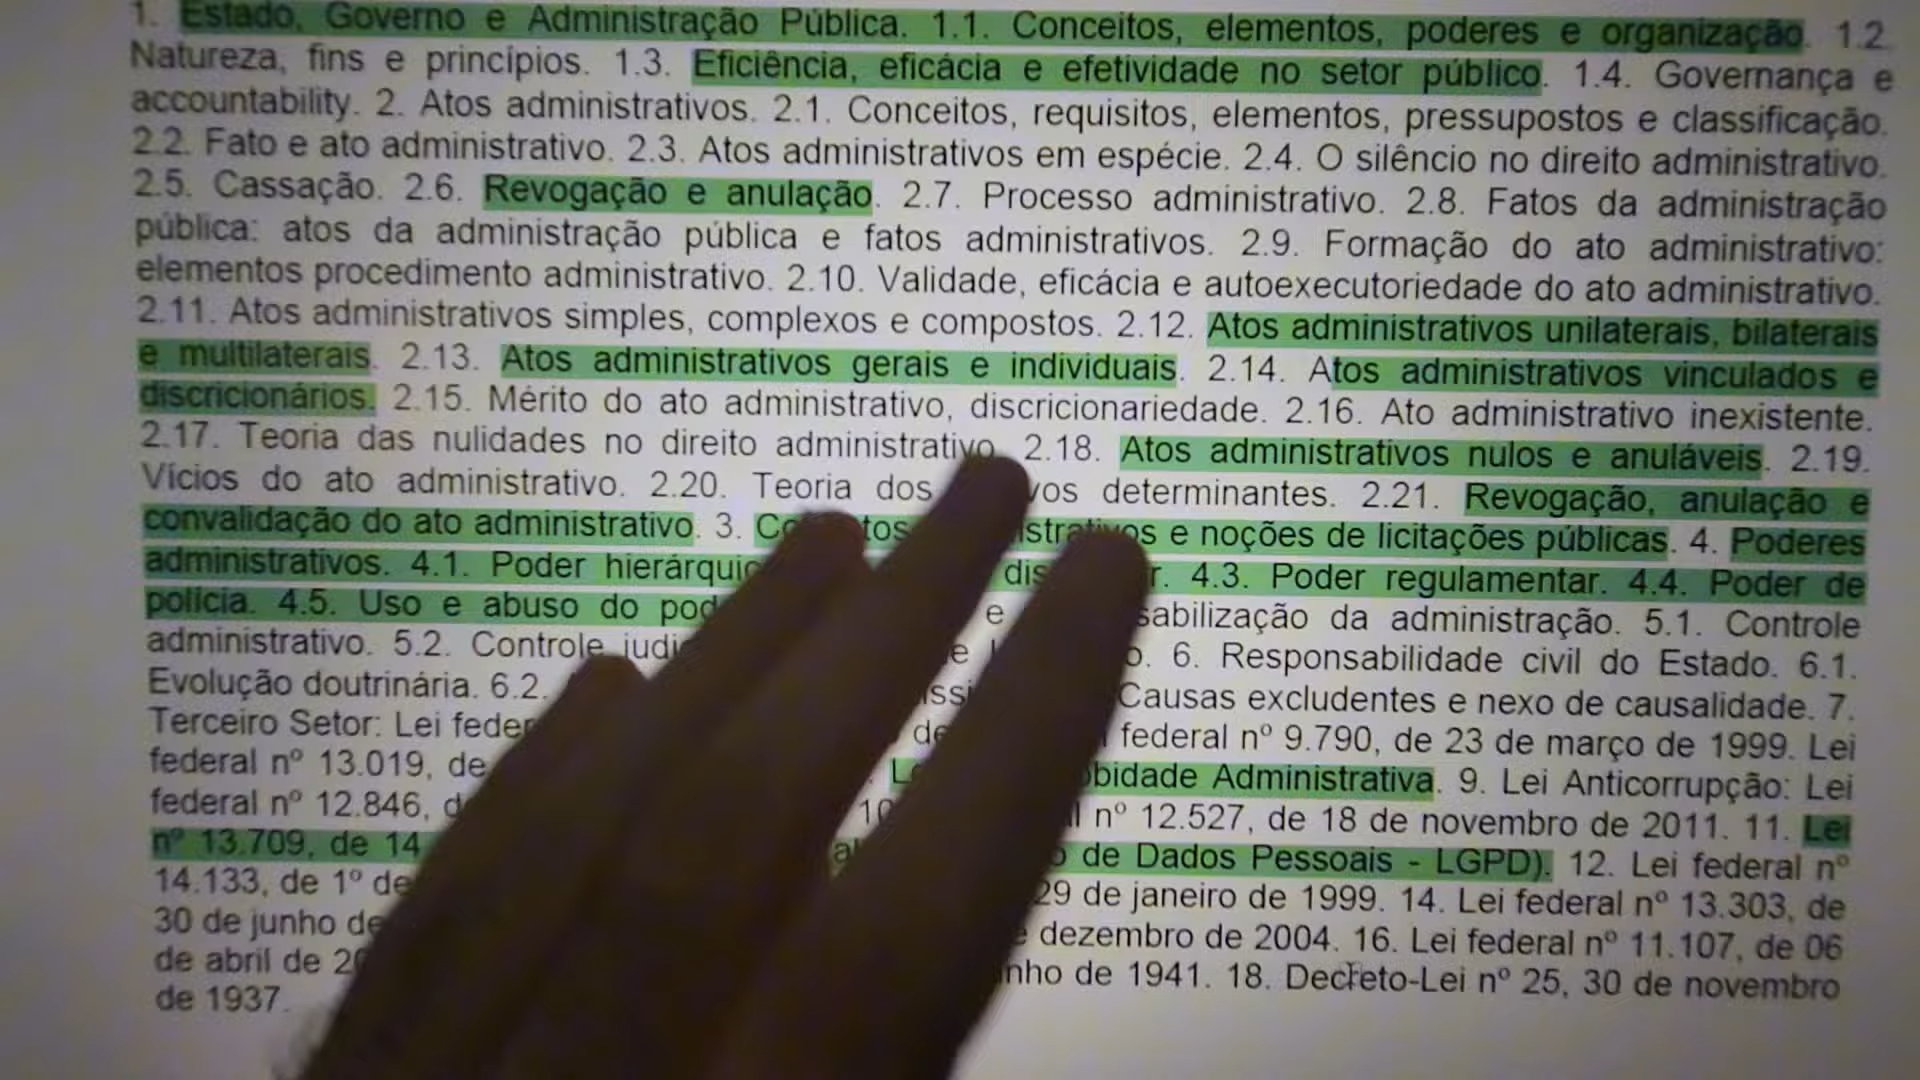 1. Estado, Governo e Administração Pública. 1.1. Conceitos, elementos, poderes e organização. 1.2.
Natureza, fins e princípios. 1.3. Eficiência, eficácia e efetividade no setor público. 1.4. Governança e
accountability. 2. Atos administrativos. 2.1. Conceitos, requisitos, elementos, pressupostos e classificação.
2.2. Fato e ato administrativo. 2.3. Atos administrativos em espécie. 2.4. O silêncio no direito administrativo.
2.5. Cassação. 2.6. Revogação e anulação. 2.7. Processo administrativo. 2.8. Fatos da administração
pública: atos da administração pública e fatos administrativos. 2.9. Formação do ato administrativo:
elementos procedimento administrativo. 2.10. Validade, eficácia e autoexecutoriedade do ato administrativo.
2.11. Atos administrativos simples, complexos e compostos. 2.12. Atos administrativos unilaterais, bilaterais
e multilaterais. 2.13. Atos administrativos gerais e individuais. 2.14. Atos administrativos vinculados e
discricionários. 2.15. Mérito do ato administrativo, discricionariedade. 2.16. Ato administrativo inexistente.
2.17. Teoria das nulidades no direito administrativo. 2.18. Atos administrativos nulos e anuláveis. 2.19.
Vícios do ato administrativo. 2.20. Teoria dos determinantes. 2.21. Revogação, anulação e
convalidação do ato administrativo. 3. e noções de licitações públicas. 4. Poderes
administrativos. 4.1. Poder 4.3. Poder regulamentar. 4.4. Poder de
polícia. 4.5. Uso e abuso do e da administração. 5.1. Controle
administrativo. 5.2. Controle 6. Responsabilidade civil do Estado. 6.1.
Evolução doutrinária. 6.2. Causas excludentes e nexo de causalidade. 7.
Terceiro Setor: Lei federal nº 9.790, de 23 de março de 1999. Lei
federal nº 13.019, de Administrativa. 9. Lei Anticorrupção: Lei
federal nº 12.846, nº 12.527, de 18 de novembro de 2011. 11. Lei
nº 13.709, de 14 de Dados Pessoais - LGPD). 12. Lei federal nº
14.133, de 1º de 29 de janeiro de 1999. 14. Lei federal nº 13.303, de
30 de junho de dezembro de 2004. 16. Lei federal nº 11.107, de 06
de abril de de 1941. 18. Decreto-Lei nº 25, 30 de novembro
de 1937.